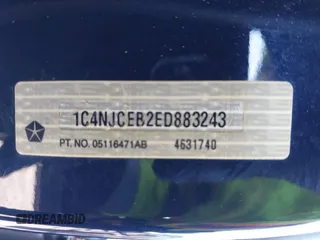 1C4NJCEB2ED883243
PT. NO. 05116471AB 4631740
DREAMBID